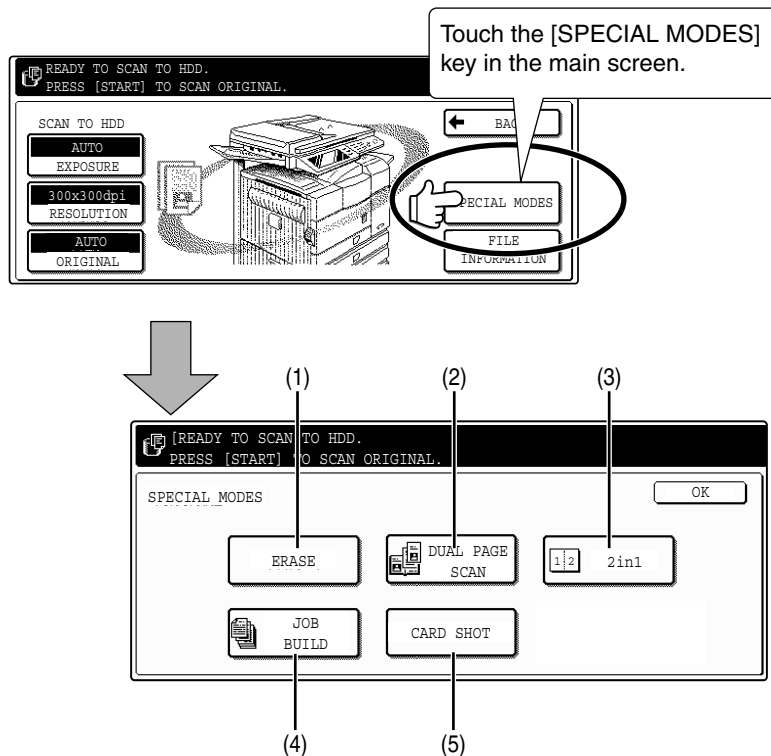 Touch the [SPECIAL MODES]
key in the main screen.
READY TO SCAN TO HDD.
PRESS [START] TO SCAN ORIGINAL.
SCAN TO HDD
AUTO
EXPOSURE
300x300dpi
RESOLUTION
AUTO
ORIGINAL
BAC
PECIAL MODES
FILE
INFORMATION
(1)
(2)
(3)
[READY TO SCAN TO HDD.
PRESS [START] TO SCAN ORIGINAL.
SPECIAL MODES
OK
ERASE
DUAL PAGE
SCAN
1 2
2in1
JOB
BUILD
CARD SHOT
(4)
(5)